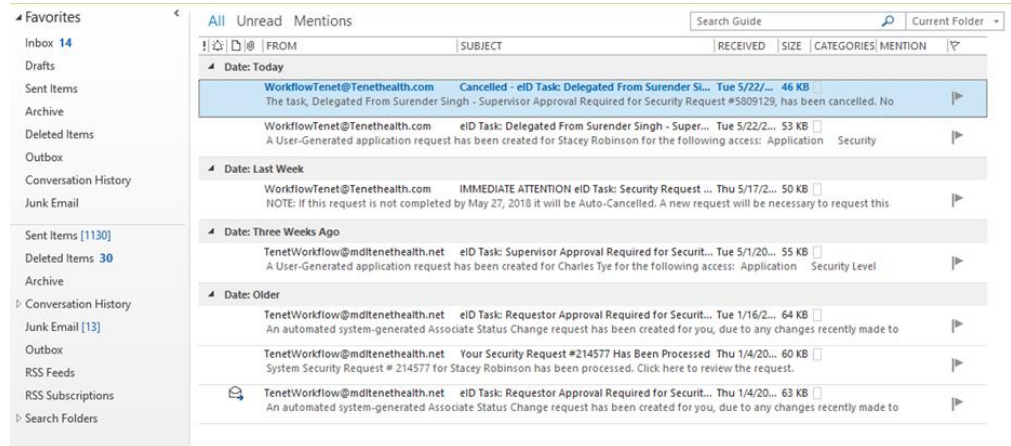 Favorites
Inbox 14
Drafts
Sent Items
Archive
Deleted Items
Outbox
Conversation History
Junk Email
Sent Items [1130]
Deleted Items 30
Archive
Conversation History
Junk Email [13]
Outbox
RSS Feeds
RSS Subscriptions
Search Folders
All Unread Mentions
Search Guide Current Folder
! FROM SUBJECT RECEIVED SIZE CATEGORIES MENTION
Date: Today
WorkflowTenet@Tenethealth.com Cancelled - eID Task: Delegated From Surender Si... Tue 5/22/... 46 KB
The task, Delegated From Surender Singh - Supervisor Approval Required for Security Request #5809129, has been cancelled. No
WorkflowTenet@Tenethealth.com eID Task: Delegated From Surender Singh - Super... Tue 5/22/2... 53 KB
A User-Generated application request has been created for Stacey Robinson for the following access: Application Security
Date: Last Week
WorkflowTenet@Tenethealth.com IMMEDIATE ATTENTION eID Task: Security Request ... Thu 5/17/2... 50 KB
NOTE: If this request is not completed by May 27, 2018 it will be Auto-Cancelled. A new request will be necessary to request this
Date: Three Weeks Ago
TenetWorkflow@mdltenethealth.net eID Task: Supervisor Approval Required for Securit... Tue 5/1/20... 55 KB
A User-Generated application request has been created for Charles Tye for the following access: Application Security Level
Date: Older
TenetWorkflow@mdltenethealth.net eID Task: Requestor Approval Required for Securit... Tue 1/16/2... 64 KB
An automated system-generated Associate Status Change request has been created for you, due to any changes recently made to
TenetWorkflow@mdltenethealth.net Your Security Request #214577 Has Been Processed Thu 1/4/20... 60 KB
System Security Request # 214577 for Stacey Robinson has been processed. Click here to review the request.
TenetWorkflow@mdltenethealth.net eID Task: Requestor Approval Required for Securit... Thu 1/4/20... 63 KB
An automated system-generated Associate Status Change request has been created for you, due to any changes recently made to